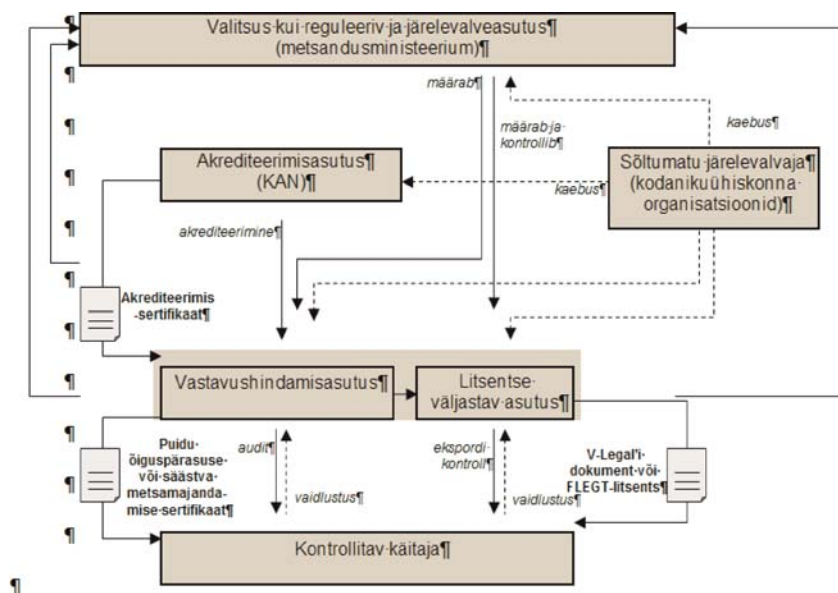 Valitsus·kui·reguleeriv·ja·järelevalveasutus¶
(metsandusministeerium)¶
määrab¶
määrab·ja·
kontrollib¶
kaebus¶
Akrediteerimisasutus¶
(KAN)¶
kaebus¶
Sõltumatu·järelevalvaja¶
(kodanikuühiskonna·
organisatsioonid)¶
akrediteerimine¶
Akrediteerimis
-sertifikaat¶
Vastavushindamisasutus¶
Litsentse·
väljastav·asutus¶
Puidu·
õiguspärasuse·
või·säästva·
metsamajanda-
mise·sertifikaat¶
audit¶
vaidlustus¶
ekspordi·
kontroll¶
vaidlustus¶
V-Legal'i·
dokument·või·
FLEGT-litsents¶
Kontrollitav·käitaja¶
¶
¶
¶
¶
¶
¶
¶
¶
¶
¶
¶
¶